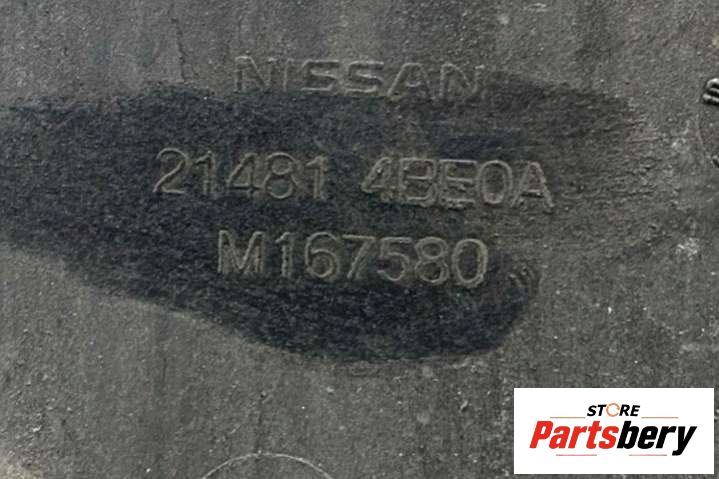 NISSAN
21481 4BE0A
M167580
STORE
Partsbery